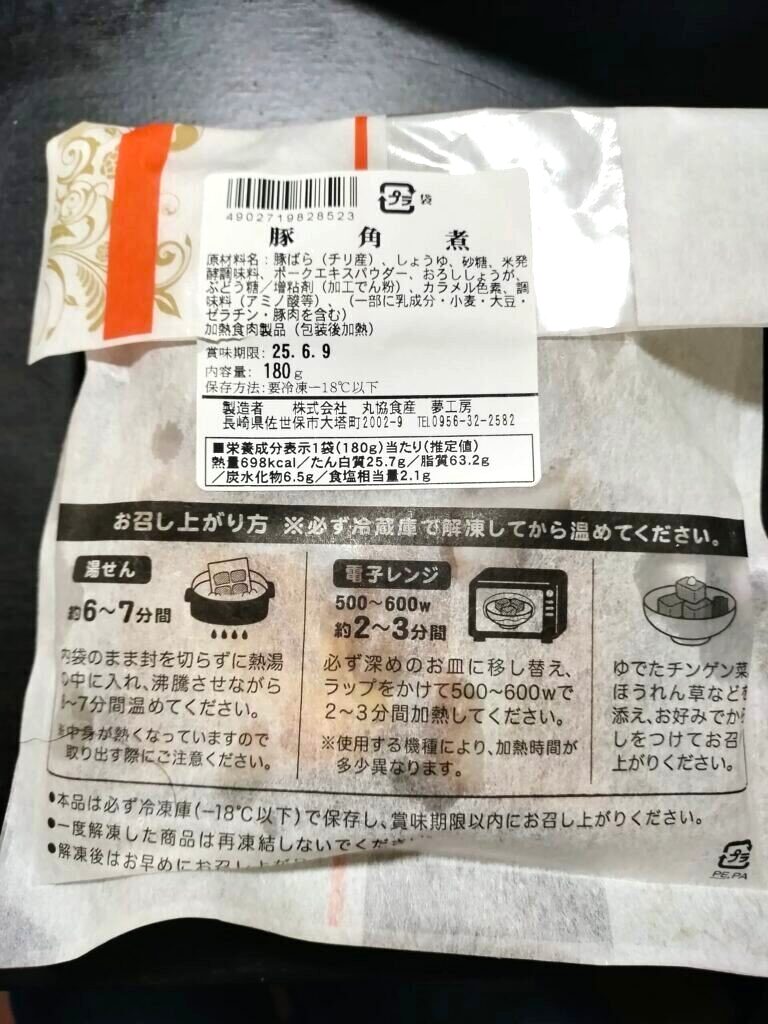 4902719828523
プラ 袋
豚 角 煮
原材料名：豚ばら（チリ産）、しょうゆ、砂糖、米発
酵調味料、ポークエキスパウダー、おろししょうが、
ぶどう糖／増粘剤（加工でん粉）、カラメル色素、調
味料（アミノ酸等）、（一部に乳成分・小麦・大豆・
ゼラチン・豚肉を含む）
加熱食肉製品（包装後加熱）
賞味期限：25.6.9
内容量：180g
保存方法：要冷凍－18℃以下
製造者 株式会社 丸協食産 夢工房
長崎県佐世保市大塔町2002-9 TEL0956-32-2582
■栄養成分表示1袋(180g)当たり(推定値)
熱量698kcal／たん白質25.7g／脂質63.2g
／炭水化物6.5g／食塩相当量2.1g
お召し上がり方 ※必ず冷蔵庫で解凍してから温めてください。
湯せん
約6〜7分間
内袋のまま封を切らずに熱湯
の中に入れ、沸騰させながら
〜7分間温めてください。
※中身が熱くなっていますので
取り出す際にご注意ください。
電子レンジ
500〜600w
約2〜3分間
必ず深めのお皿に移し替え、
ラップをかけて500〜600wで
2〜3分間加熱してください。
※使用する機種により、加熱時間が
多少異なります。
ゆでたチンゲン菜
ほうれん草などを
添え、お好みでから
しをつけてお召
上がりください。
●本品は必ず冷凍庫(−18℃以下)で保存し、賞味期限以内にお召し上がりください。
●一度解凍した商品は再凍結しないでくださ
●解凍後はお早めにお召し上がり
プラ
PE,PA